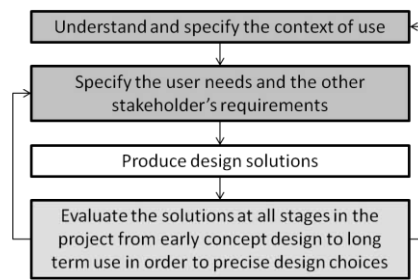 Understand and specify the context of use
Specify the user needs and the other
stakeholder's requirements
Produce design solutions
Evaluate the solutions at all stages in the
project from early concept design to long
term use in order to precise design choices